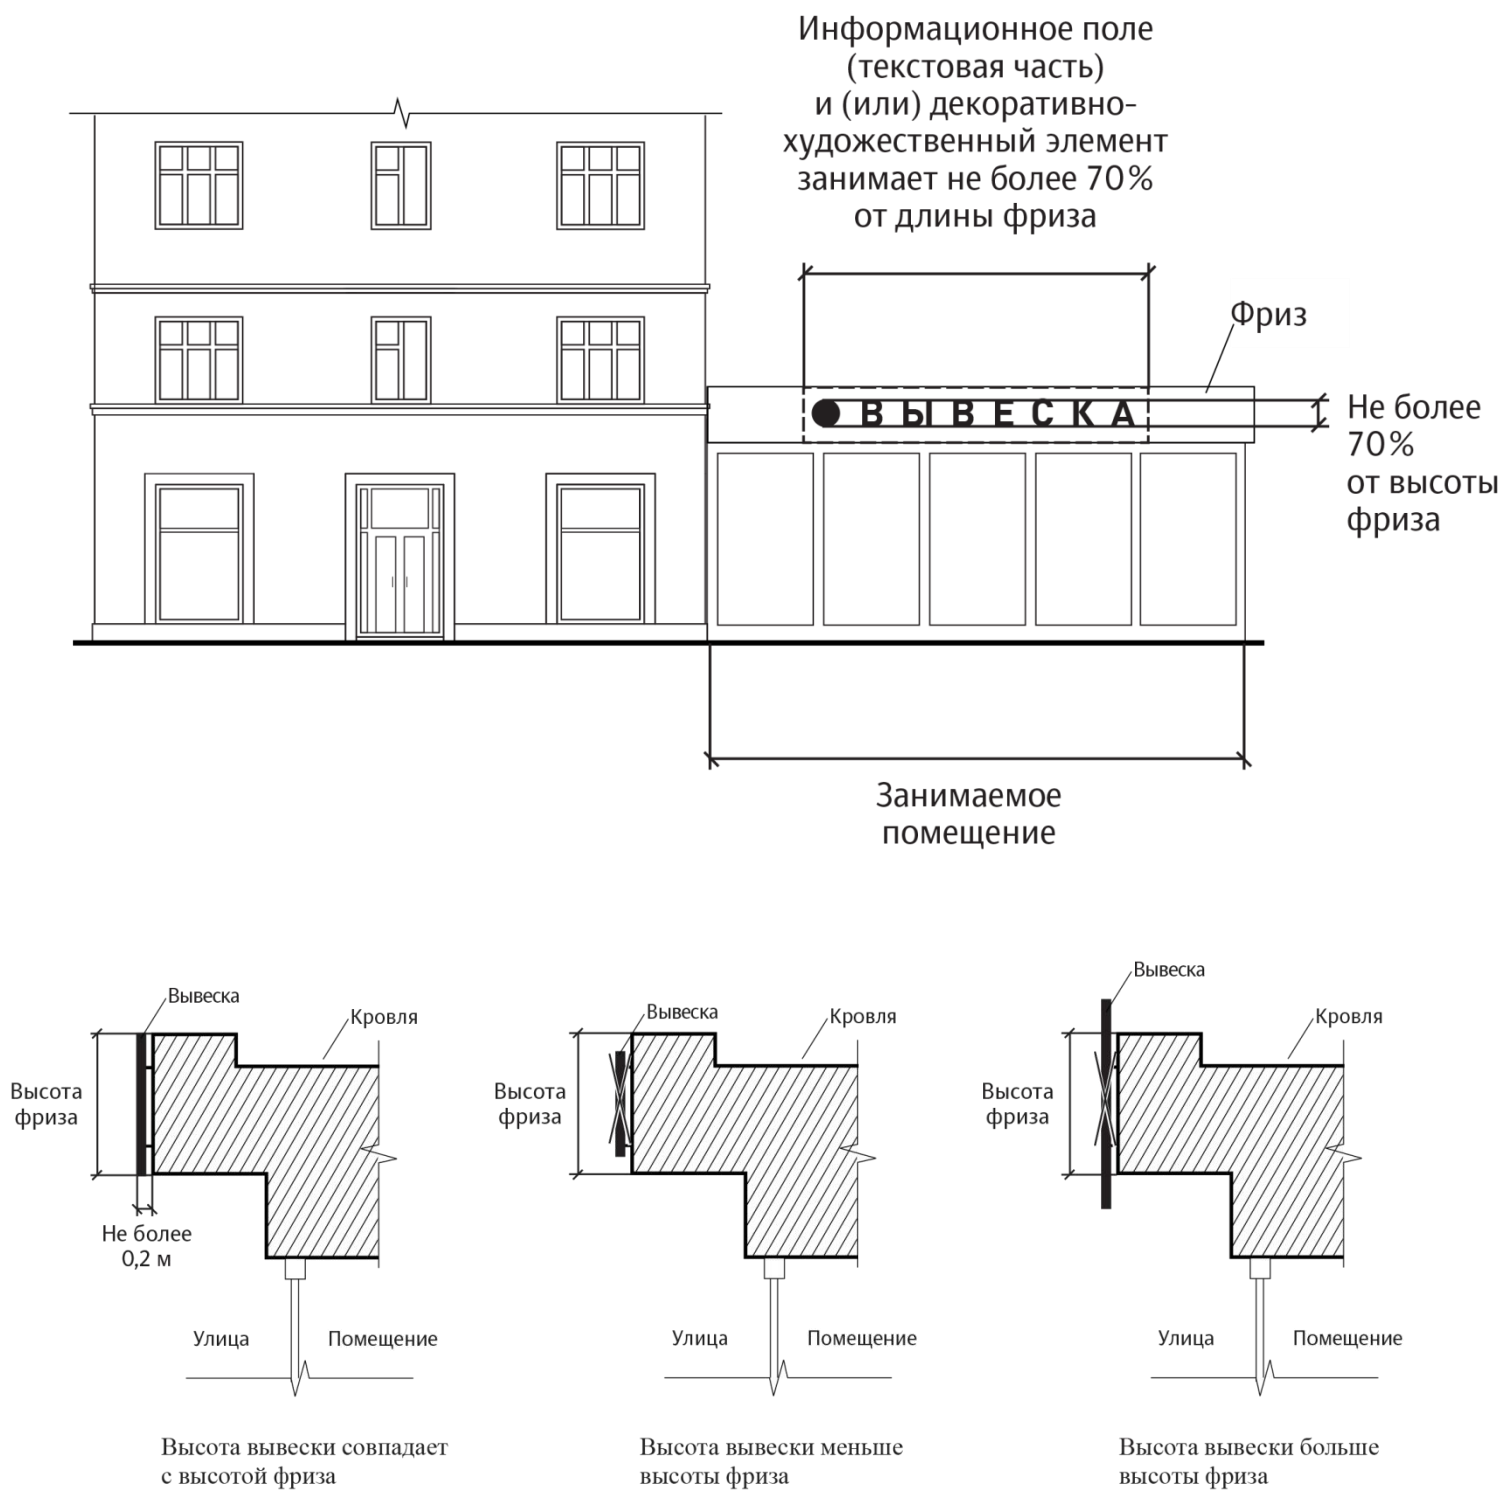 Информационное поле
(текстовая часть)
и (или) декоративно-
художественный элемент
занимает не более 70%
от длины фриза
Фриз
ВЫВЕСКА
Не более
70%
от высоты
фриза
Занимаемое
помещение
Вывеска
Кровля
Высота
фриза
Не более
0,2 м
Улица
Помещение
Высота вывески совпадает
с высотой фриза
Вывеска
Кровля
Высота
фриза
Улица
Помещение
Высота вывески меньше
высоты фриза
Вывеска
Кровля
Высота
фриза
Улица
Помещение
Высота вывески больше
высоты фриза